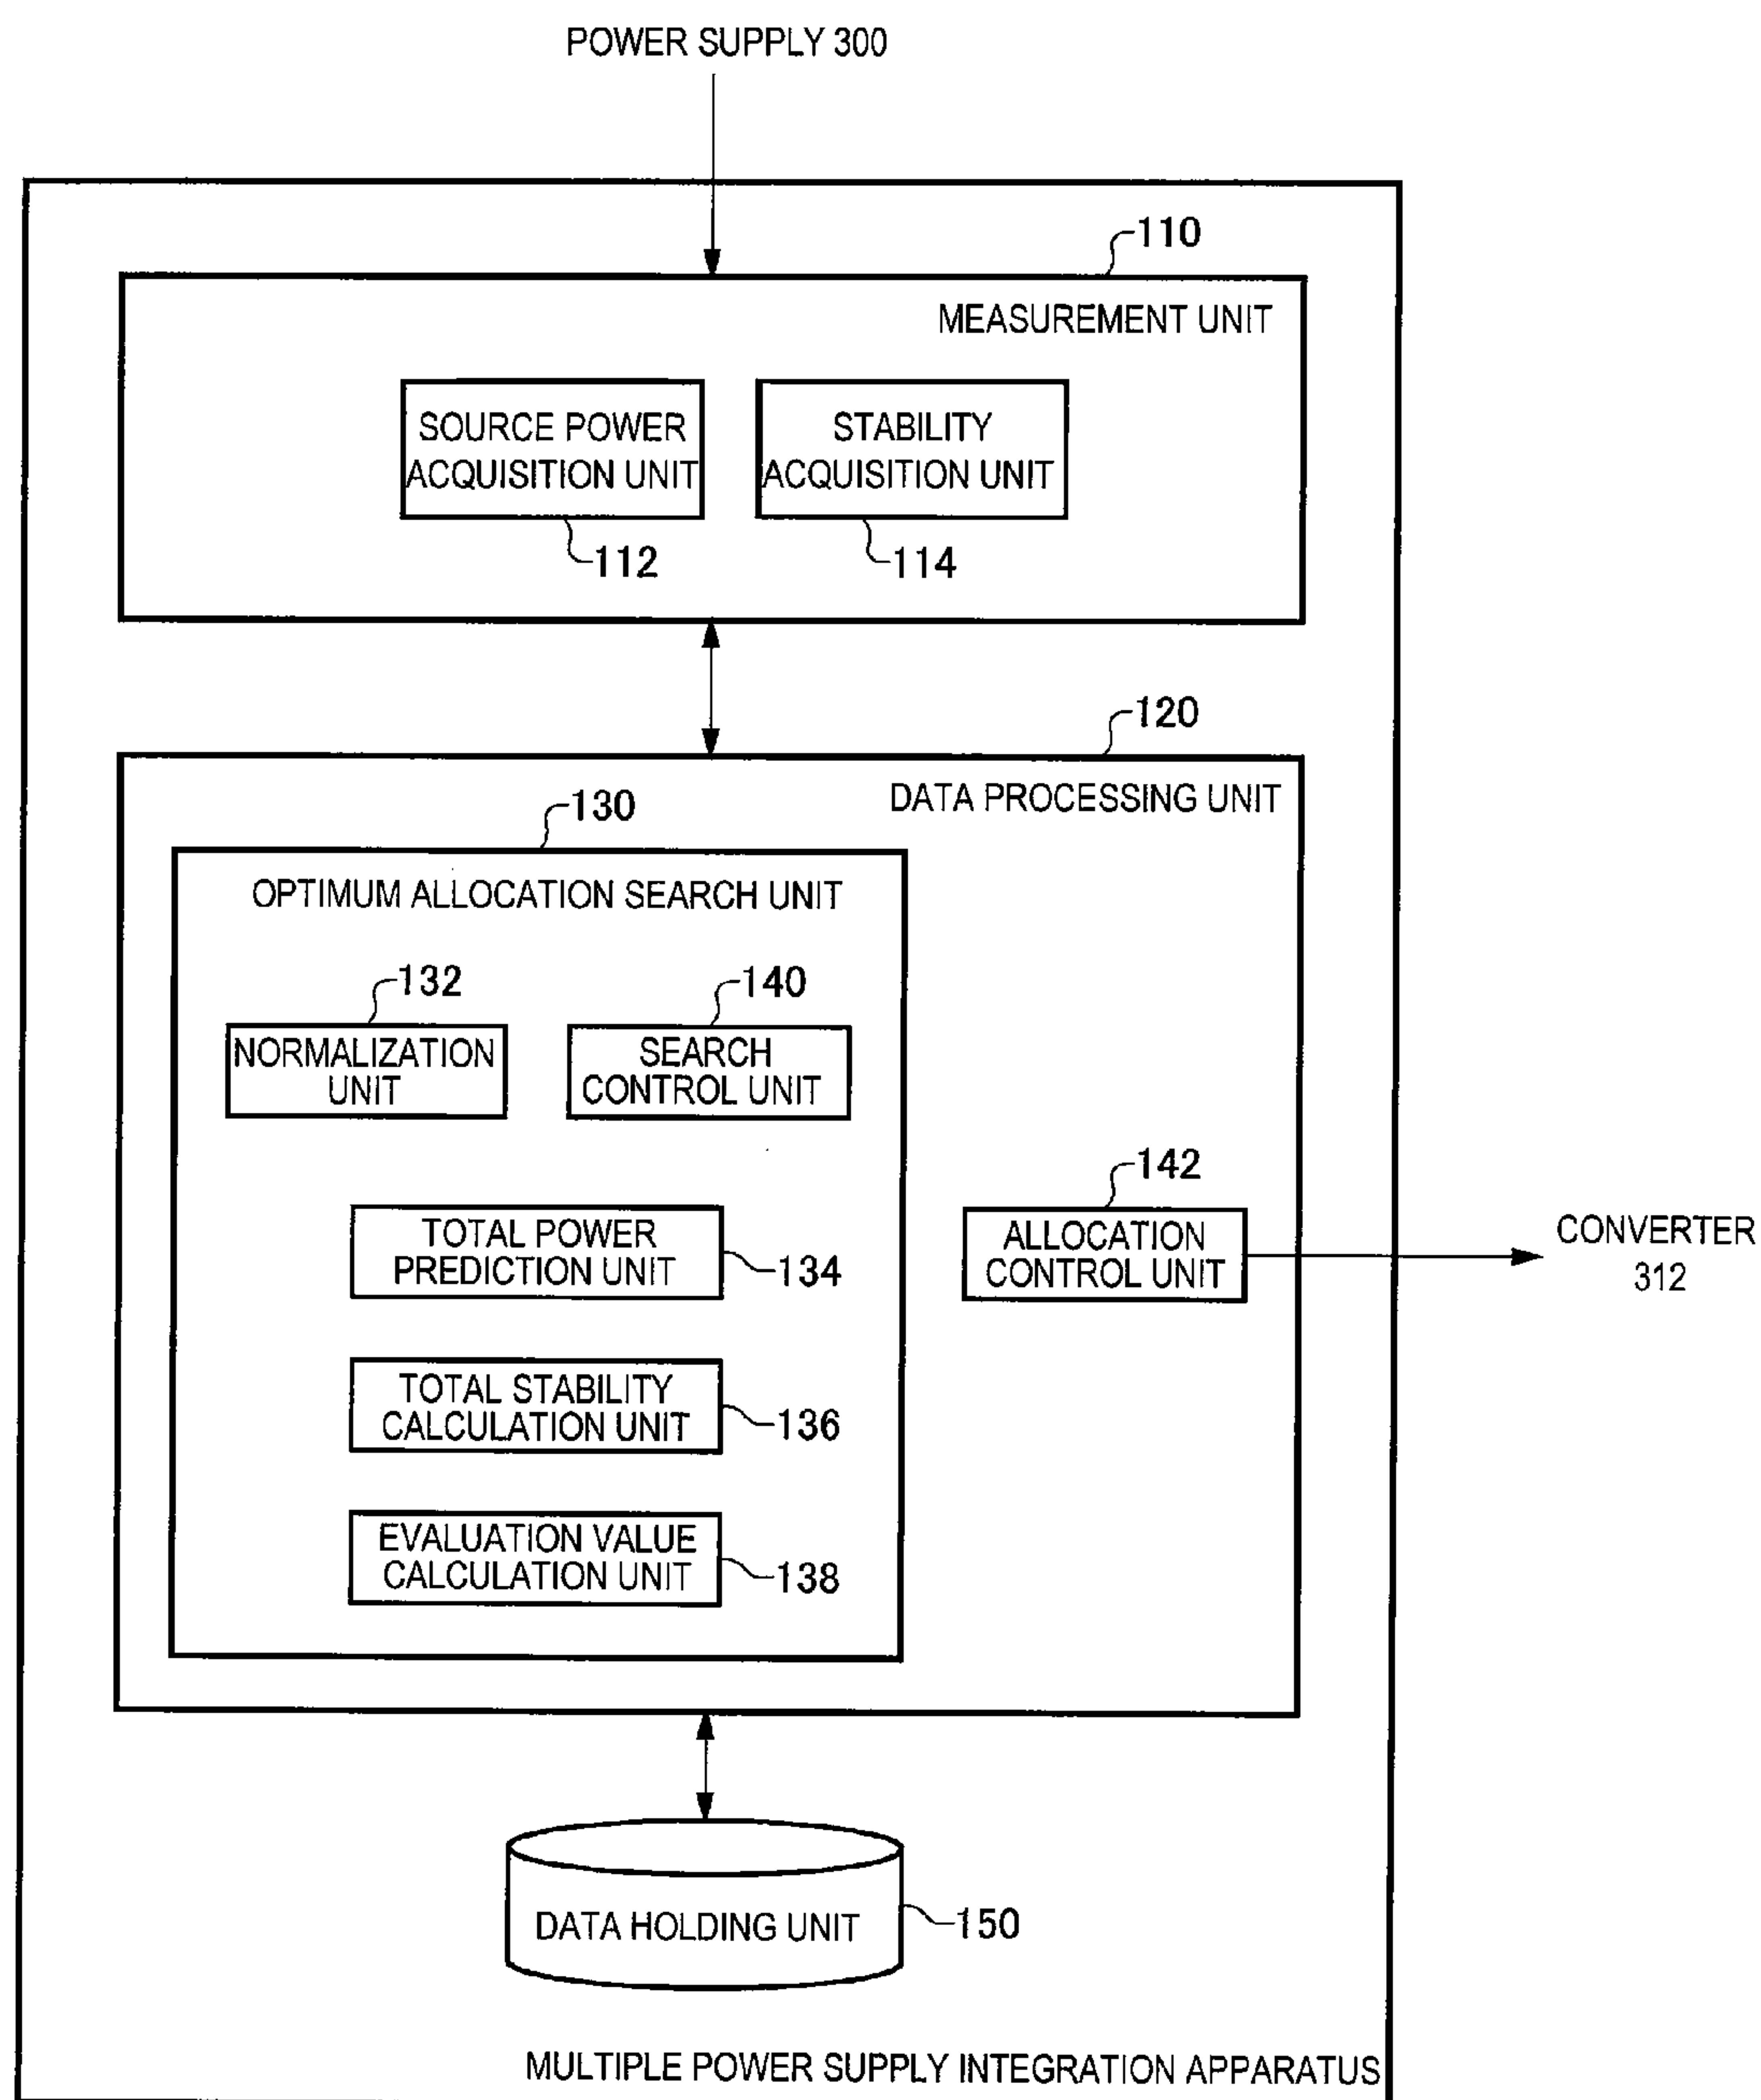 POWER SUPPLY 300
110
MEASUREMENT UNIT
SOURCE POWER
ACQUISITION UNIT
STABILITY
ACQUISITION UNIT
112
114
120
DATA PROCESSING UNIT
130
OPTIMUM ALLOCATION SEARCH UNIT
132
140
NORMALIZATION
UNIT
SEARCH
CONTROL UNIT
142
TOTAL POWER
PREDICTION UNIT
134
ALLOCATION
CONTROL UNIT
CONVERTER
312
TOTAL STABILITY
CALCULATION UNIT
136
EVALUATION VALUE
CALCULATION UNIT
138
DATA HOLDING UNIT
150
MULTIPLE POWER SUPPLY INTEGRATION APPARATUS